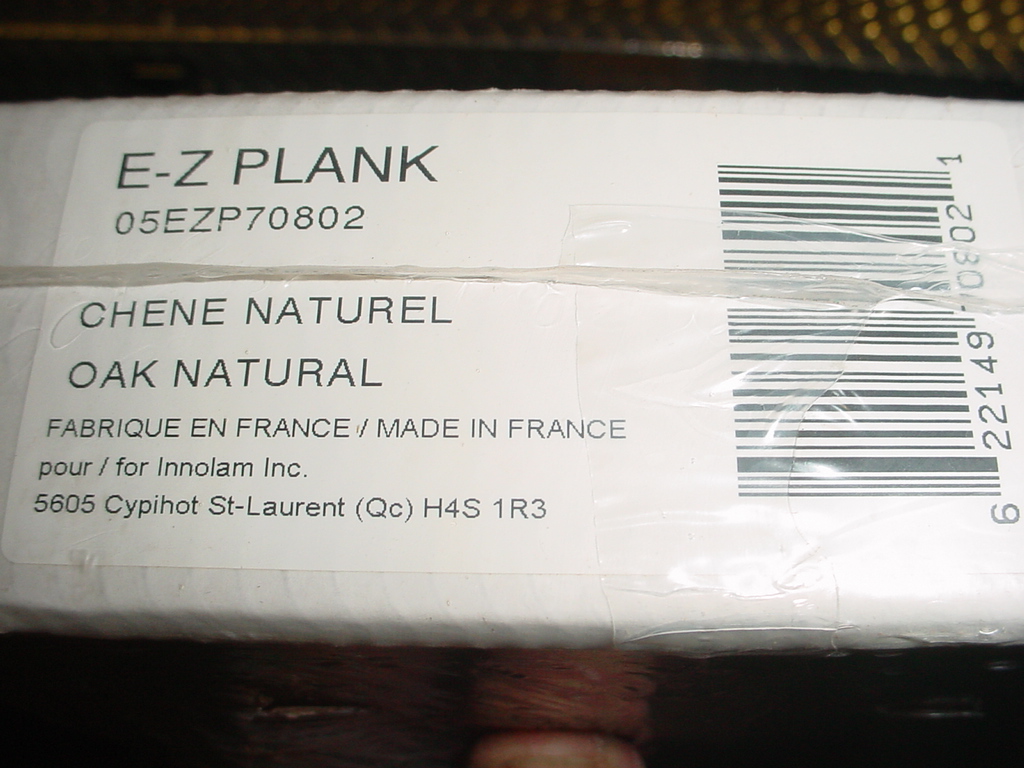 E-Z PLANK
05EZP70802
CHENE NATUREL
OAK NATURAL
FABRIQUE EN FRANCE / MADE IN FRANCE
pour / for Innolam Inc.
5605 Cypihot St-Laurent (Qc) H4S 1R3
6 22149 70802 1